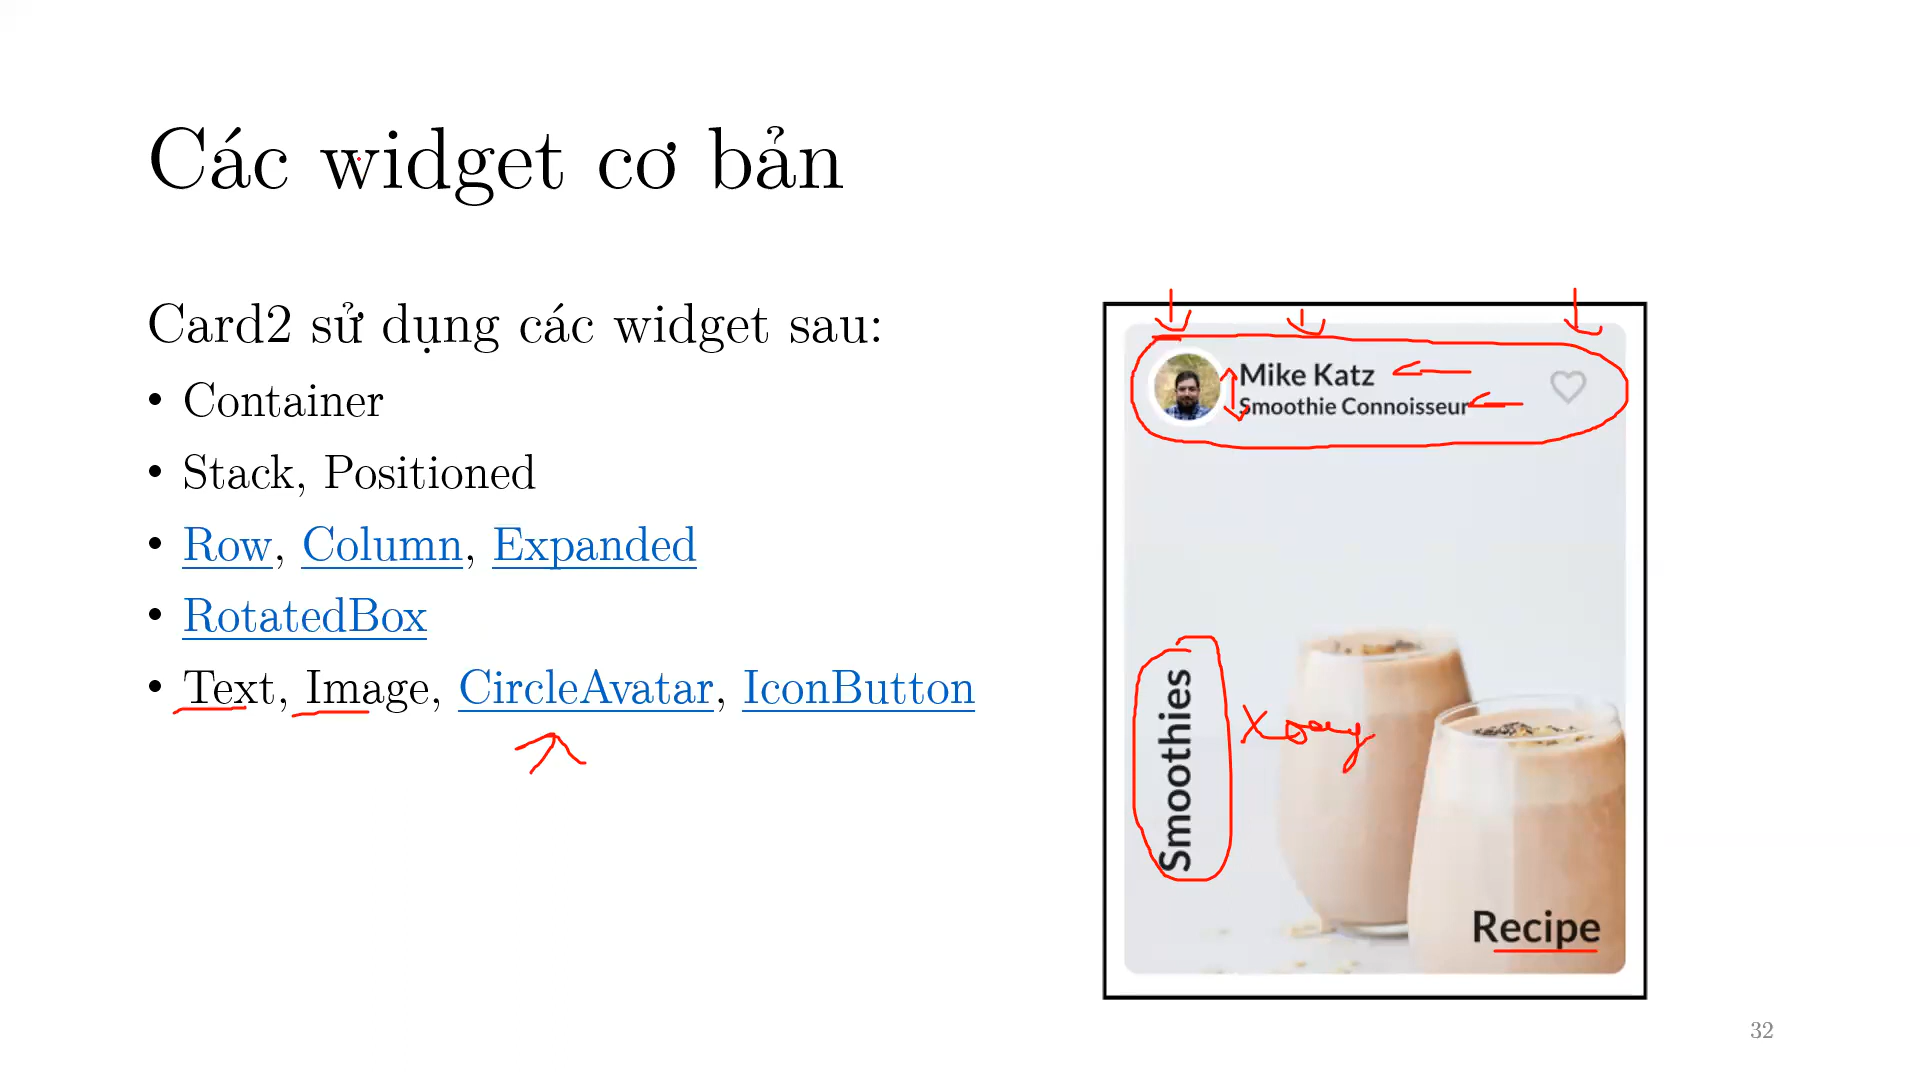 Các widget cơ bản
Card2 sử dụng các widget sau:
• Container
• Stack, Positioned
• Row, Column, Expanded
• RotatedBox
• Text, Image, CircleAvatar, IconButton
Mike Katz
Smoothie Connoisseur
Smoothies
Xoay
Recipe
32